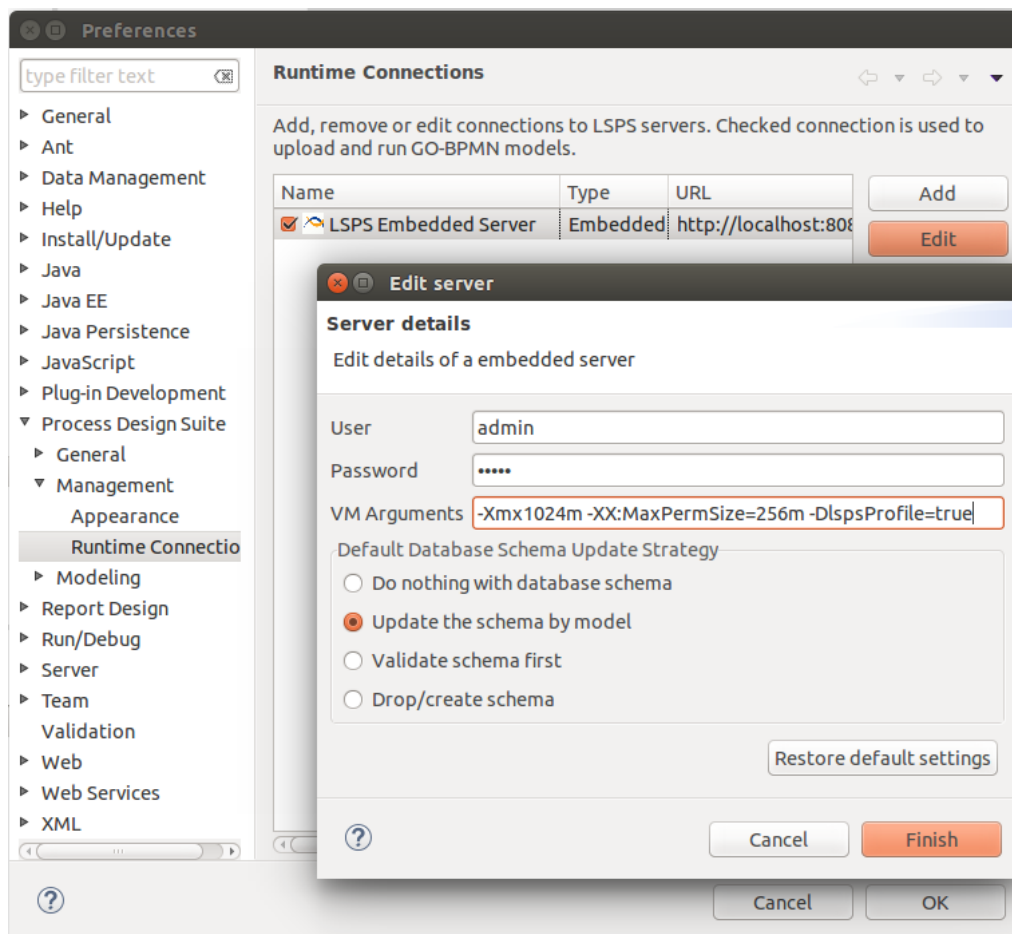 Preferences
type filter text
General
Ant
Data Management
Help
Install/Update
Java
Java EE
Java Persistence
JavaScript
Plug-in Development
Process Design Suite
General
Management
Appearance
Runtime Connectio
Modeling
Report Design
Run/Debug
Server
Team
Validation
Web
Web Services
XML
Runtime Connections
Add, remove or edit connections to LSPS servers. Checked connection is used to
upload and run GO-BPMN models.
Name Type URL
LSPS Embedded Server Embedded http://localhost:808
Add
Edit
Edit server
Server details
Edit details of a embedded server
User admin
Password •••••
VM Arguments -Xmx1024m -XX:MaxPermSize=256m -DlspsProfile=true
Default Database Schema Update Strategy
Do nothing with database schema
Update the schema by model
Validate schema first
Drop/create schema
Restore default settings
Cancel Finish
Cancel OK